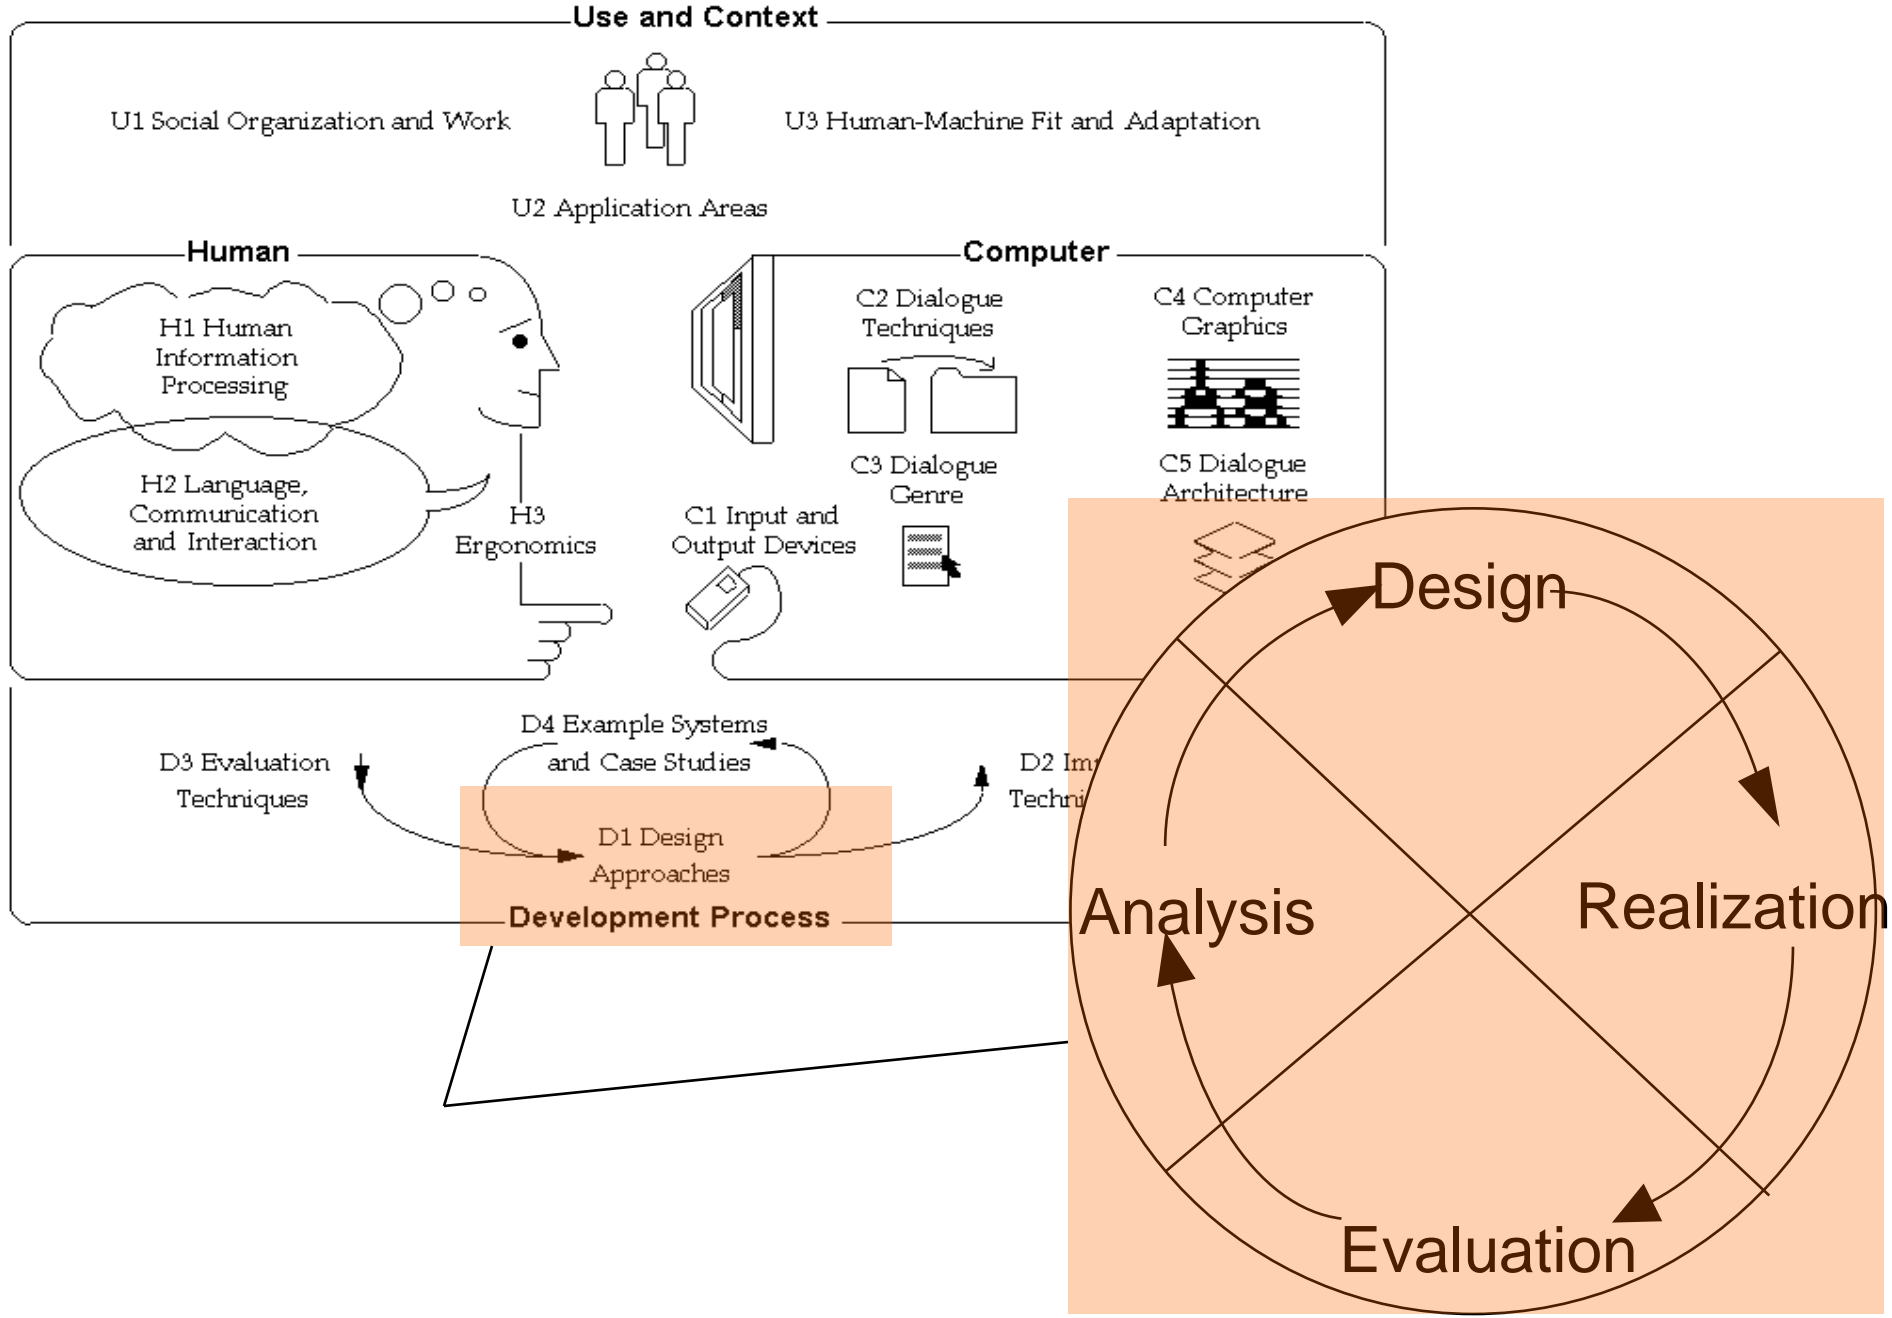 Use and Context
U1 Social Organization and Work
U3 Human-Machine Fit and Adaptation
U2 Application Areas
Human
H1 Human
Information
Processing
H2 Language,
Communication
and Interaction
H3
Ergonomics
Computer
C2 Dialogue
Techniques
C4 Computer
Graphics
C3 Dialogue
Genre
C5 Dialogue
Architecture
C1 Input and
Output Devices
D3 Evaluation
Techniques
D4 Example Systems
and Case Studies
D2
D1 Design
Approaches
Development Process
Design
Realization
Evaluation
Analysis